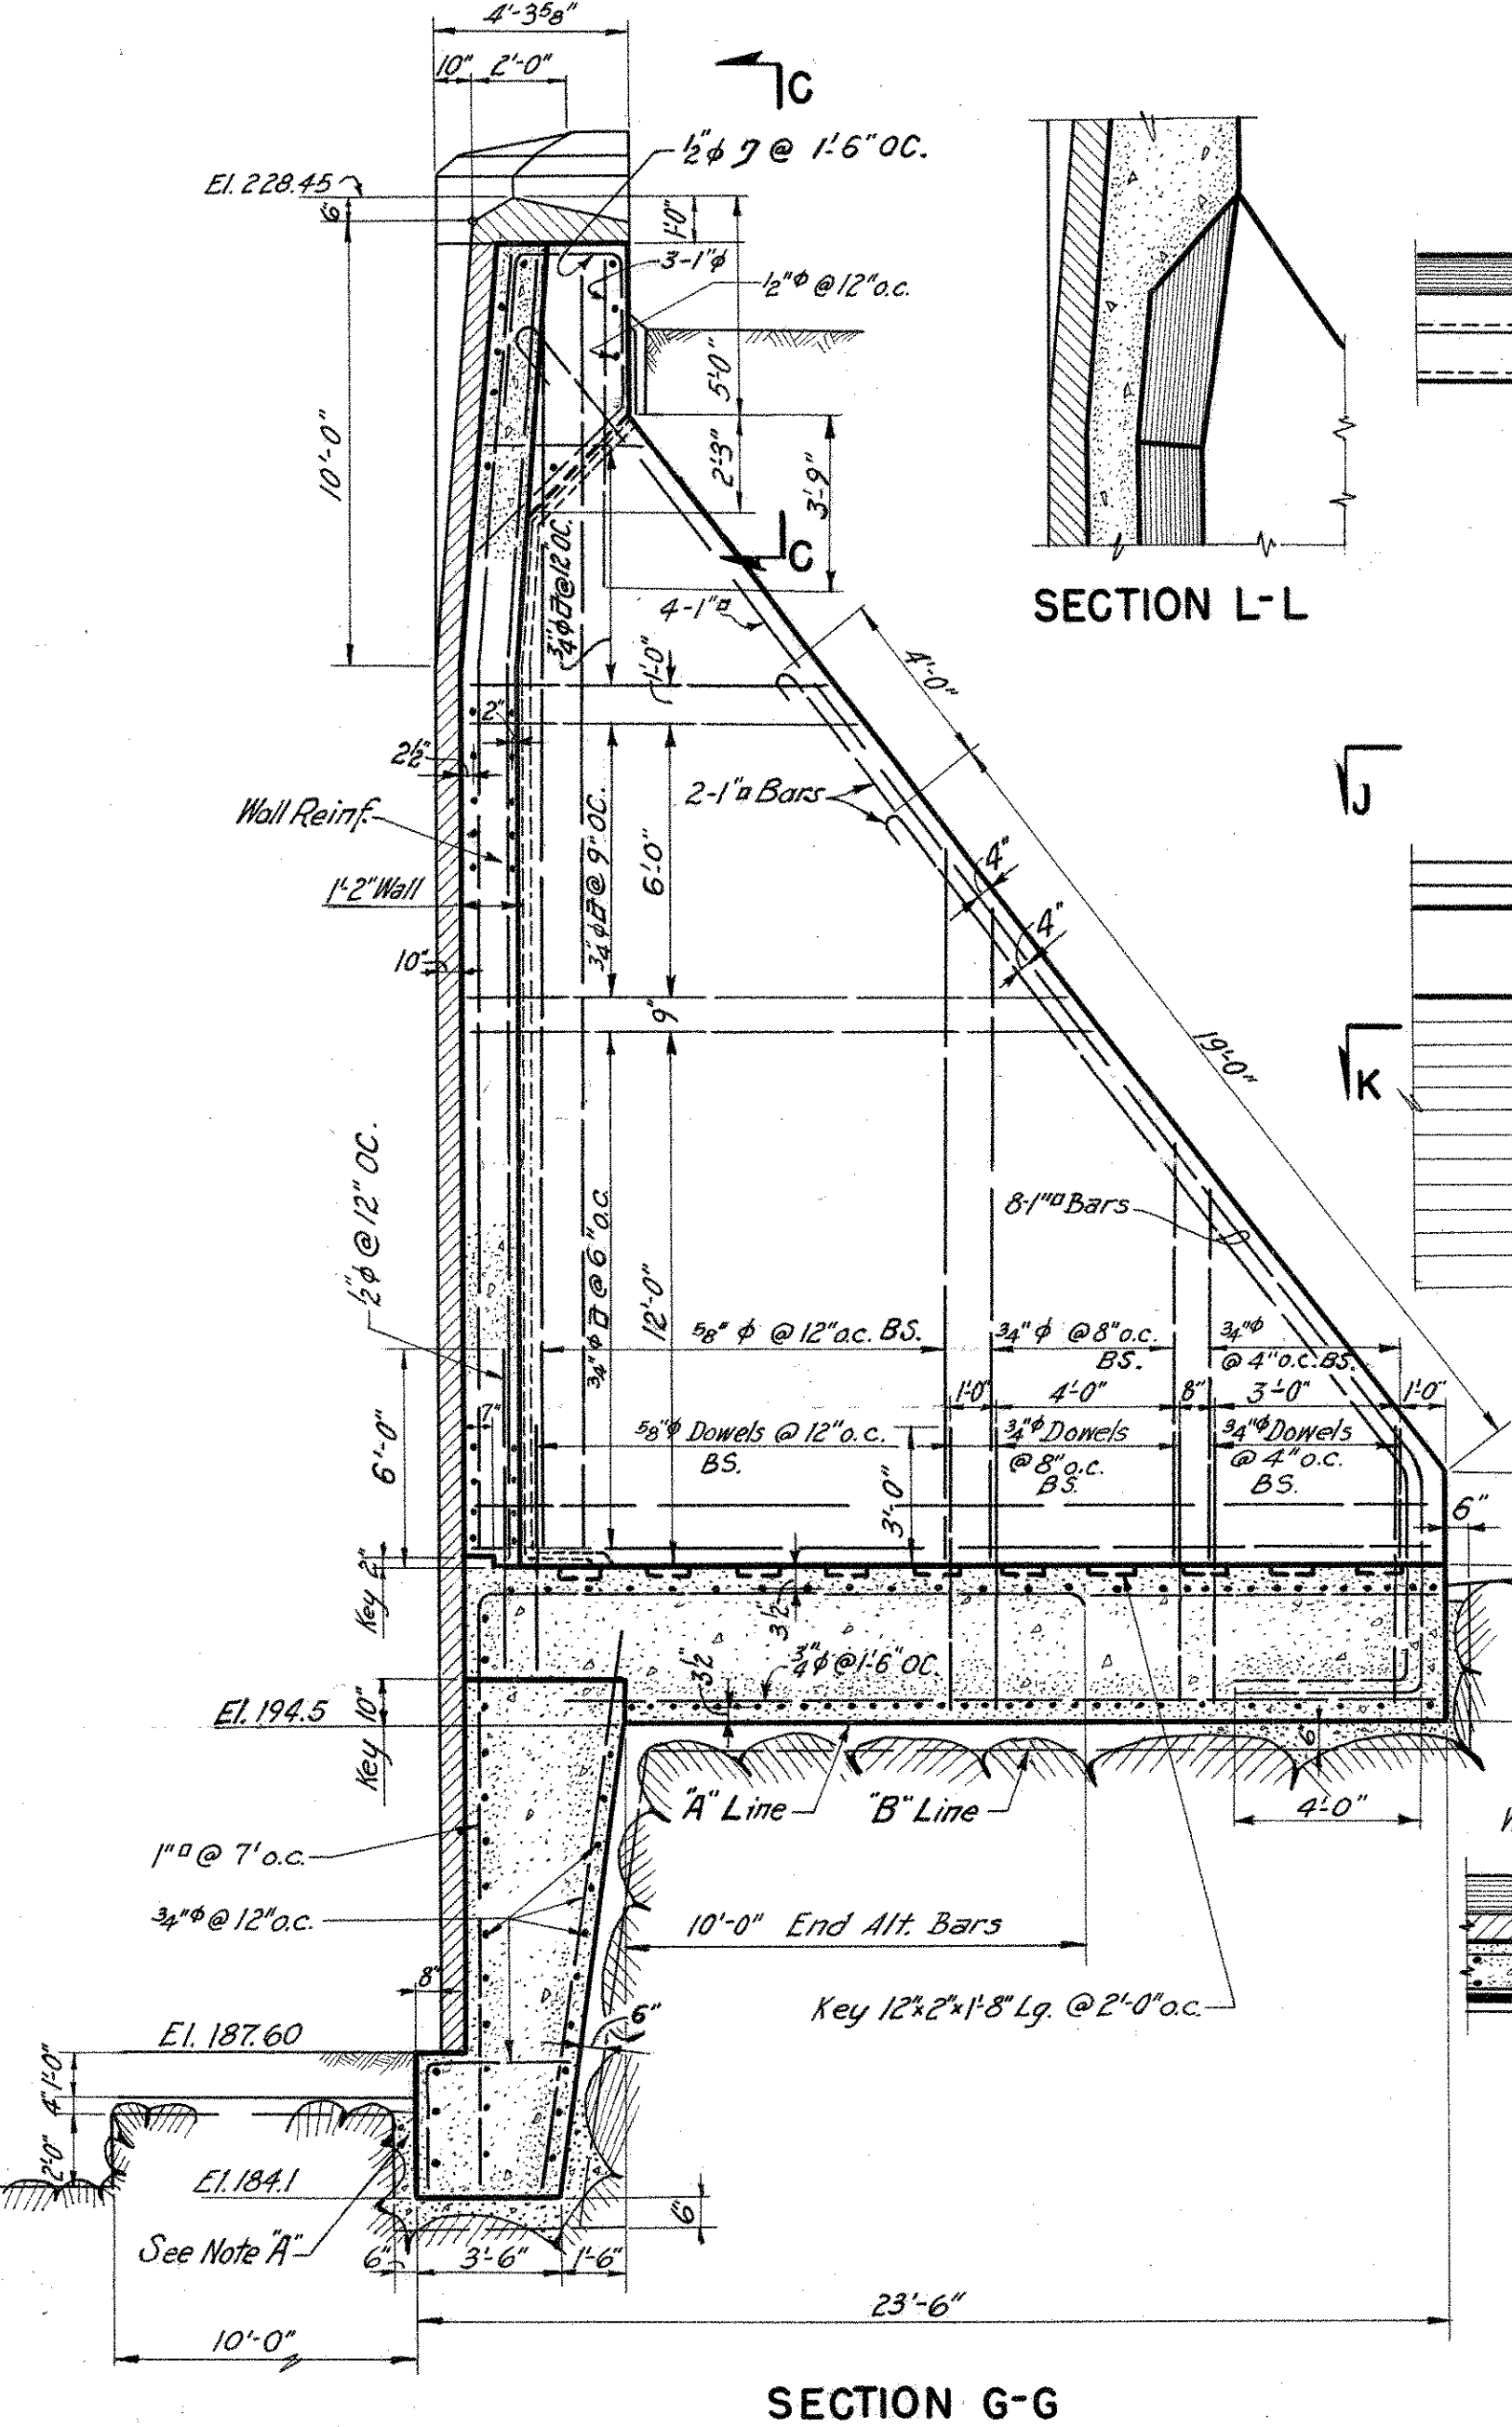 4'-3⅝"
10" 2'-0"
C
½"ϕ @ 1'-6" OC.
El. 228.45
6"
1'-0"
3-1"ϕ
½"ϕ @ 12" o.c.
5'-0"
10'-0"
2'-3"
3'-9"
C
¾"ϕ @ 12" OC.
4-1"
SECTION L-L
4'-0"
1'-0"
2"
2½"
2-1" Bars
J
Wall Reinf.
¾"ϕ @ 9" OC.
6'-0"
4"
1'-2" Wall
4"
10"
9"
19'-0"
K
½"ϕ @ 12" OC.
8-1" Bars
¾"ϕ @ 6" o.c
12'-0"
⅝" ϕ @ 12" o.c. BS.
¾"ϕ @ 8" o.c.
BS.
¾"ϕ
@ 4" o.c. BS.
1'-0" 4'-0" 8" 3'-0" 1'-0"
7"
6'-0"
⅝"ϕ Dowels @ 12" o.c.
BS.
¾"ϕ Dowels
@ 8" o.c.
BS.
¾"ϕ Dowels
@ 4" o.c.
BS.
3'-0"
6"
Key 2"
3½"
3½"
¾"ϕ @ 1'-6" OC.
El. 194.5
Key 10"
6"
"A" Line
"B" Line
4'-0"
1" @ 7' o.c.
¾"ϕ @ 12" o.c.
10'-0" End Alt. Bars
8"
Key 12"x2"x1'-8" Lg. @ 2'-0" o.c.
6"
El. 187.60
1'-0"
4"
2'-0"
El. 184.1
6"
See Note "A"
6" 3'-6" 1'-6"
23'-6"
10'-0"
SECTION G-G